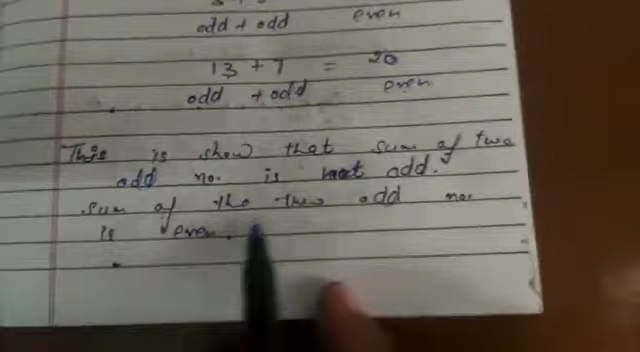 odd + odd even
13 + 7 = 20
odd + odd even
This is show that sum of two
odd no. is not odd.
sum of the two odd no.
is even.